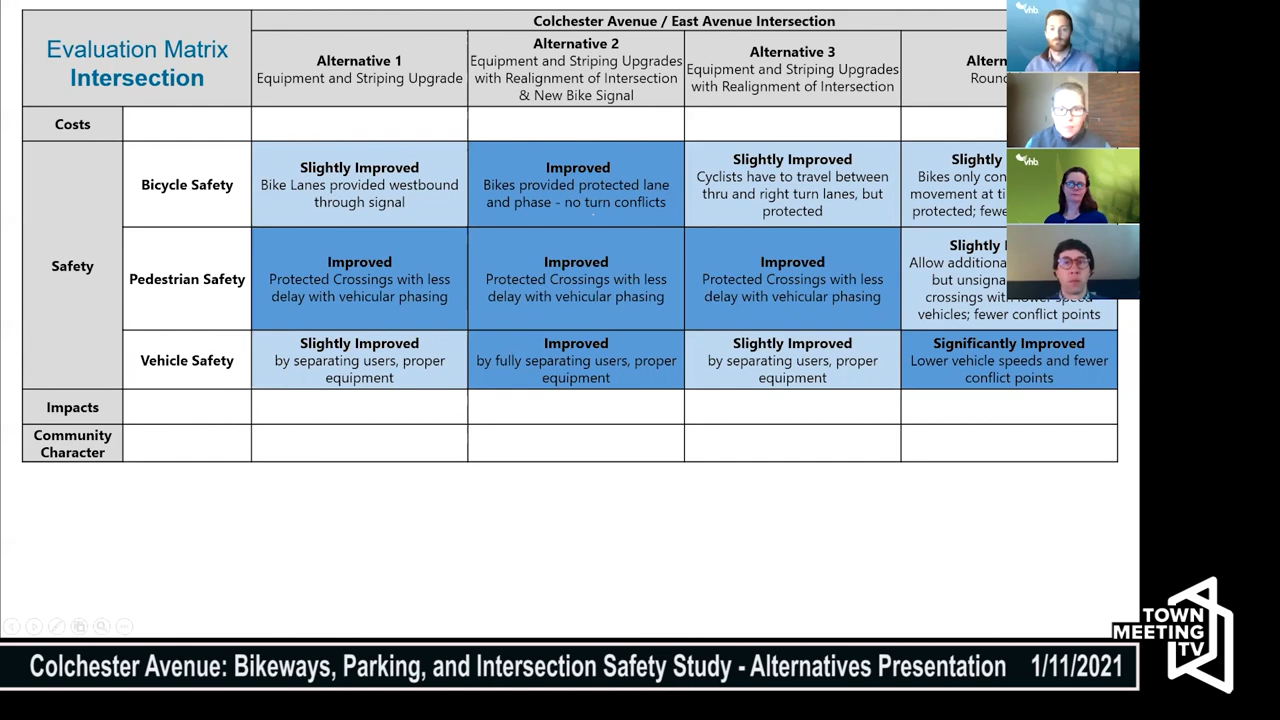 Colchester Avenue / East Avenue Intersection
Evaluation Matrix
Intersection
Alternative 1
Equipment and Striping Upgrade
Alternative 2
Equipment and Striping Upgrades
with Realignment of Intersection
& New Bike Signal
Alternative 3
Equipment and Striping Upgrades
with Realignment of Intersection
Costs
Safety
Bicycle Safety
Slightly Improved
Bike Lanes provided westbound
through signal
Improved
Bikes provided protected lane
and phase - no turn conflicts
Slightly Improved
Cyclists have to travel between
thru and right turn lanes, but
protected
Slightly
Bikes only
movement at
protected;
Pedestrian Safety
Improved
Protected Crossings with less
delay with vehicular phasing
Improved
Protected Crossings with less
delay with vehicular phasing
Improved
Protected Crossings with less
delay with vehicular phasing
Slightly
Allow
but
crossings with lower speed
vehicles; fewer conflict points
Vehicle Safety
Slightly Improved
by separating users, proper
equipment
Improved
by fully separating users, proper
equipment
Slightly Improved
by separating users, proper
equipment
Significantly Improved
Lower vehicle speeds and fewer
conflict points
Impacts
Community
Character
vhb
vhb
TOWN
MEETING
TV
Colchester Avenue: Bikeways, Parking, and Intersection Safety Study - Alternatives Presentation 1/11/2021